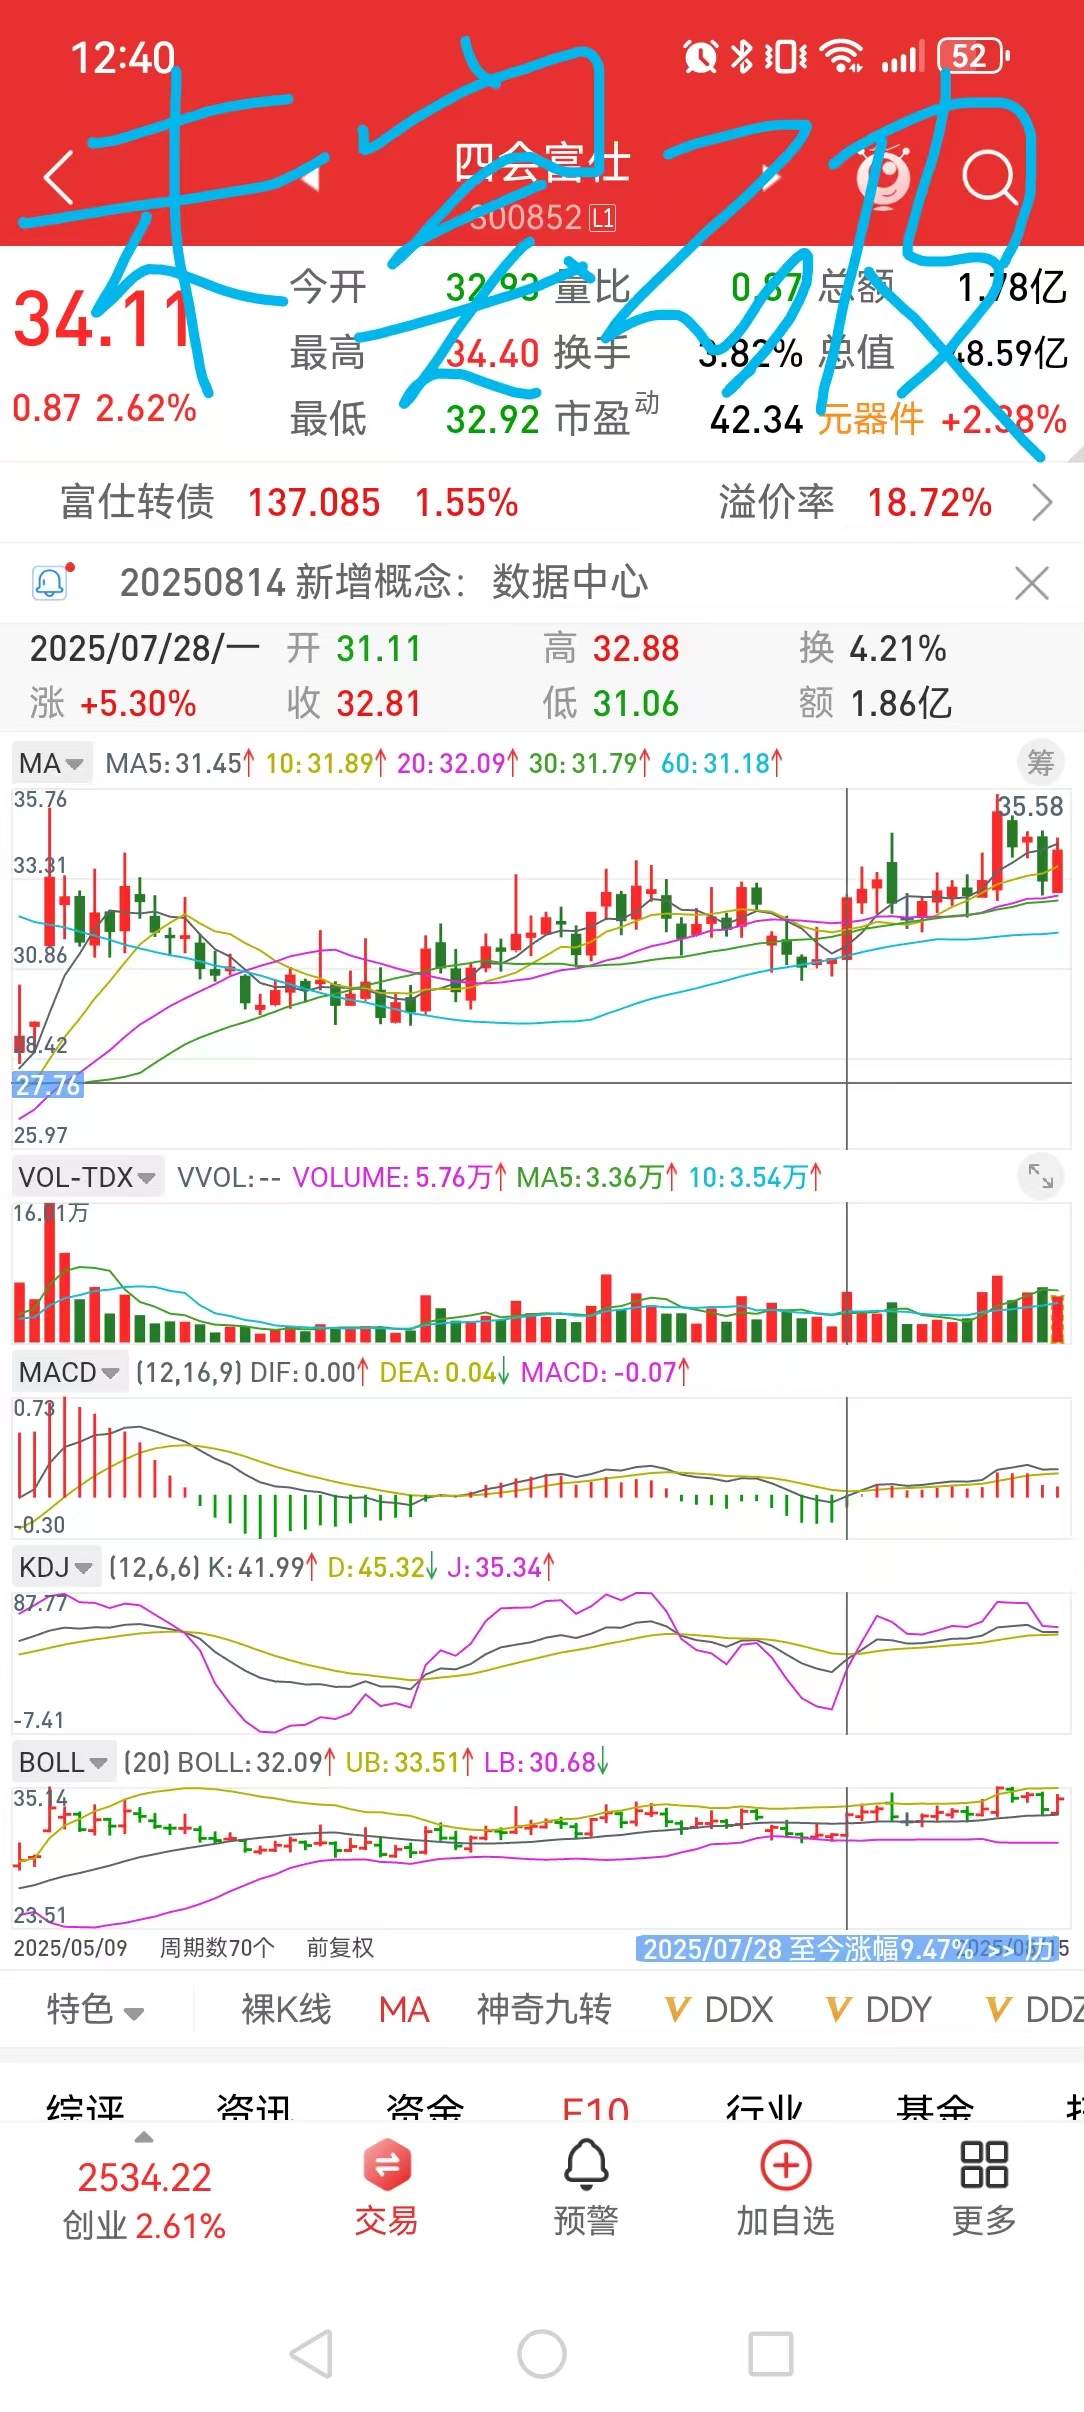 12:40 52
四会富仕
300852 L1
未突破
34.11
0.87 2.62%
今开 32.93 量比 0.87 总额 1.78亿
最高 34.40 换手 3.82% 总值 48.59亿
最低 32.92 市盈动 42.34 元器件 +2.38%
富仕转债 137.085 1.55% 溢价率 18.72%
20250814 新增概念： 数据中心
2025/07/28/一 开 31.11 高 32.88 换 4.21%
涨 +5.30% 收 32.81 低 31.06 额 1.86亿
MA MA5:31.45↑ 10:31.89↑ 20:32.09↑ 30:31.79↑ 60:31.18↑ 筹
35.76
35.58
33.31
30.86
28.42
27.76
25.97
VOL-TDX VVOL:-- VOLUME:5.76万↑ MA5:3.36万↑ 10:3.54万↑
16.01万
MACD (12,16,9) DIF:0.00↑ DEA:0.04↓ MACD:-0.07↑
0.73
-0.30
KDJ (12,6,6) K:41.99↑ D:45.32↓ J:35.34↑
87.77
-7.41
BOLL (20) BOLL:32.09↑ UB:33.51↑ LB:30.68↓
35.14
23.51
2025/05/09 周期数70个 前复权 2025/07/28 至今涨幅9.47% >> 历
特色 裸K线 MA 神奇九转 DDX DDY DDZ
综评 资讯 资金 F10 行业 基金
2534.22
创业 2.61% 交易 预警 加自选 更多